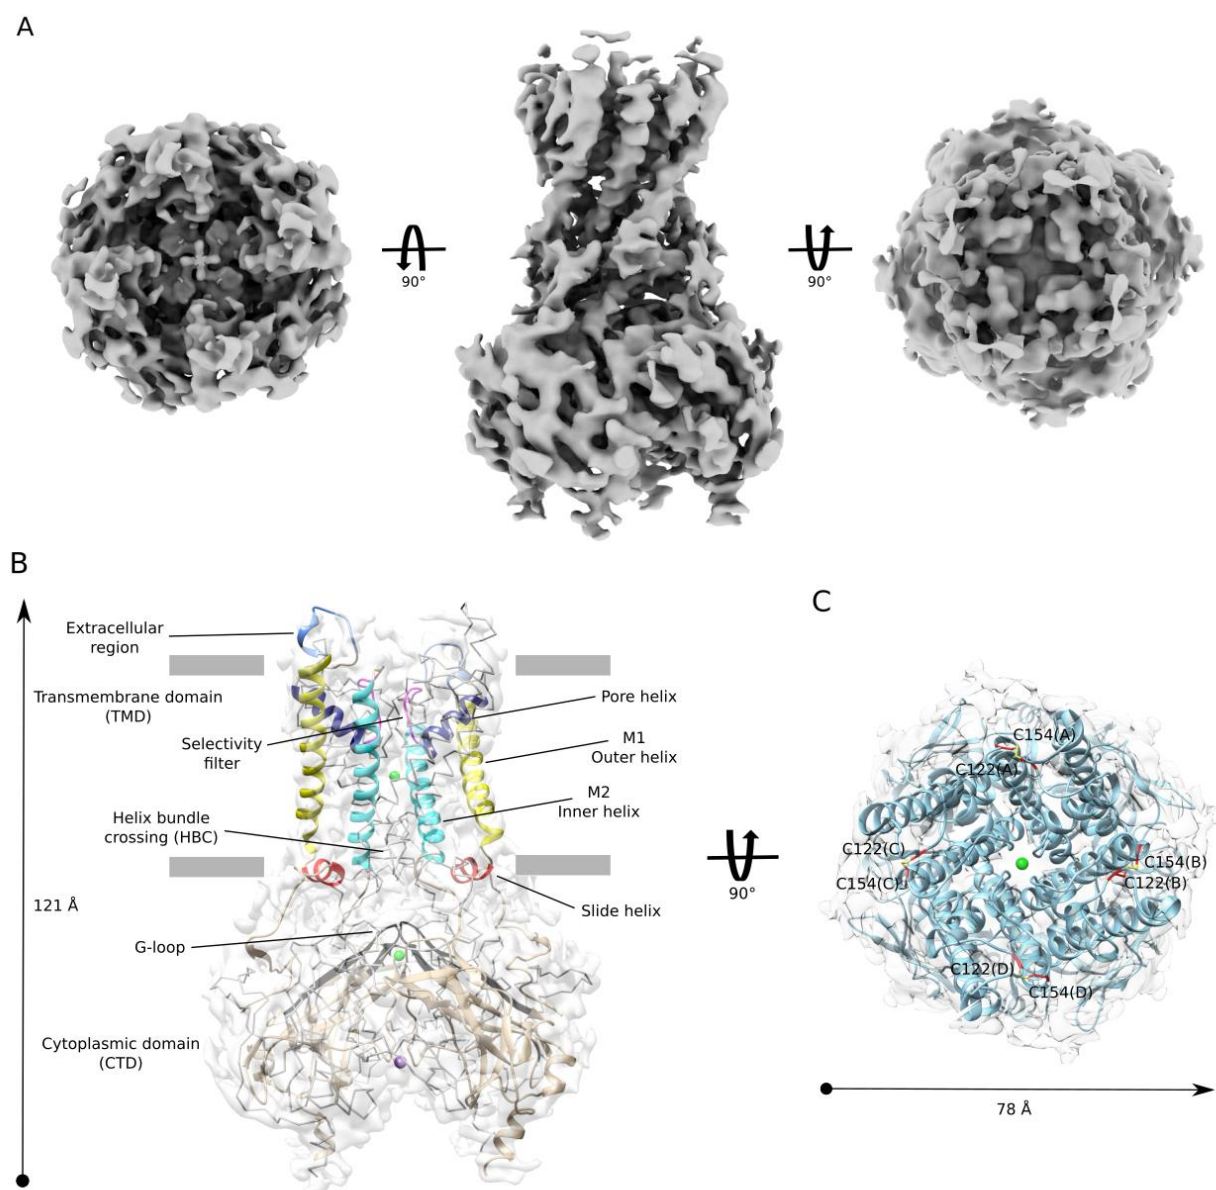 A
90°
90°
B
C
Extracellular
region
Transmembrane domain
(TMD)
Selectivity
filter
Pore helix
M1
Outer helix
M2
Inner helix
Helix bundle
crossing (HBC)
Slide helix
121 Å
G-loop
Cytoplasmic domain
(CTD)
90°
C154(A)
C122(A)
C122(C)
C154(C)
C154(B)
C122(B)
C122(D)
C154(D)
78 Å